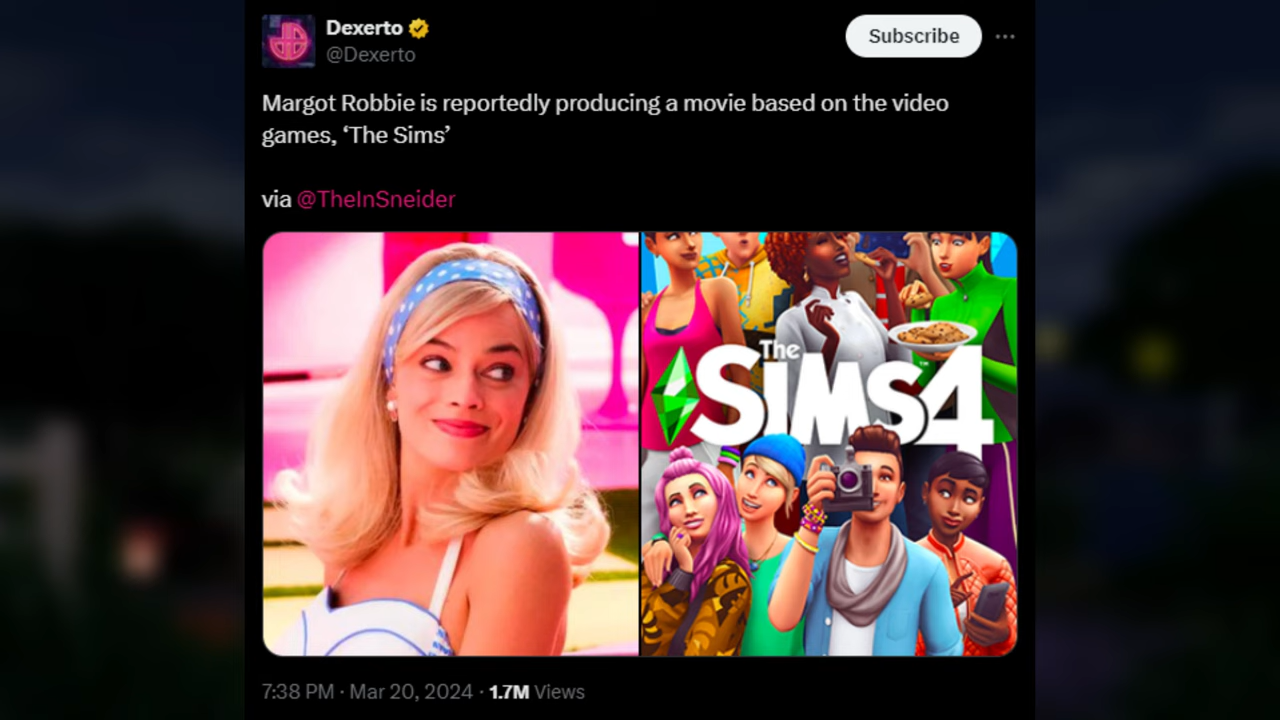 Dexerto
@Dexerto
Subscribe
Margot Robbie is reportedly producing a movie based on the video
games, ‘The Sims’
via @TheInSneider
The
SiMS4
7:38 PM · Mar 20, 2024 · 1.7M Views